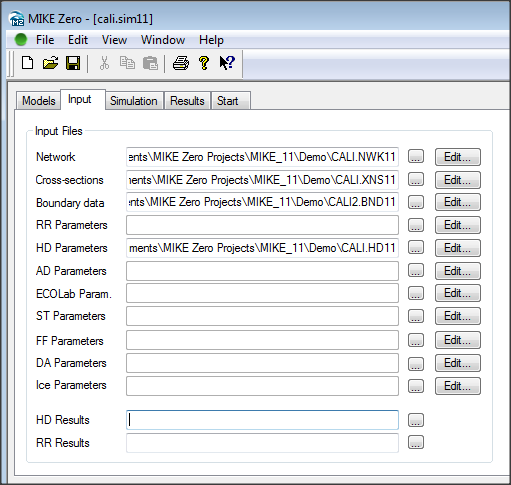 MIKE Zero - [cali.sim11]
File Edit View Window Help
Models Input Simulation Results Start
Input Files
Network ents\MIKE Zero Projects\MIKE_11\Demo\CALI.NWK11 ... Edit...
Cross-sections ments\MIKE Zero Projects\MIKE_11\Demo\CALI.XNS11 ... Edit...
Boundary data ents\MIKE Zero Projects\MIKE_11\Demo\CALI2.BND11 ... Edit...
RR Parameters ... Edit...
HD Parameters ments\MIKE Zero Projects\MIKE_11\Demo\CALI.HD11 ... Edit...
AD Parameters ... Edit...
ECOLab Param. ... Edit...
ST Parameters ... Edit...
FF Parameters ... Edit...
DA Parameters ... Edit...
Ice Parameters ... Edit...
HD Results ...
RR Results ...